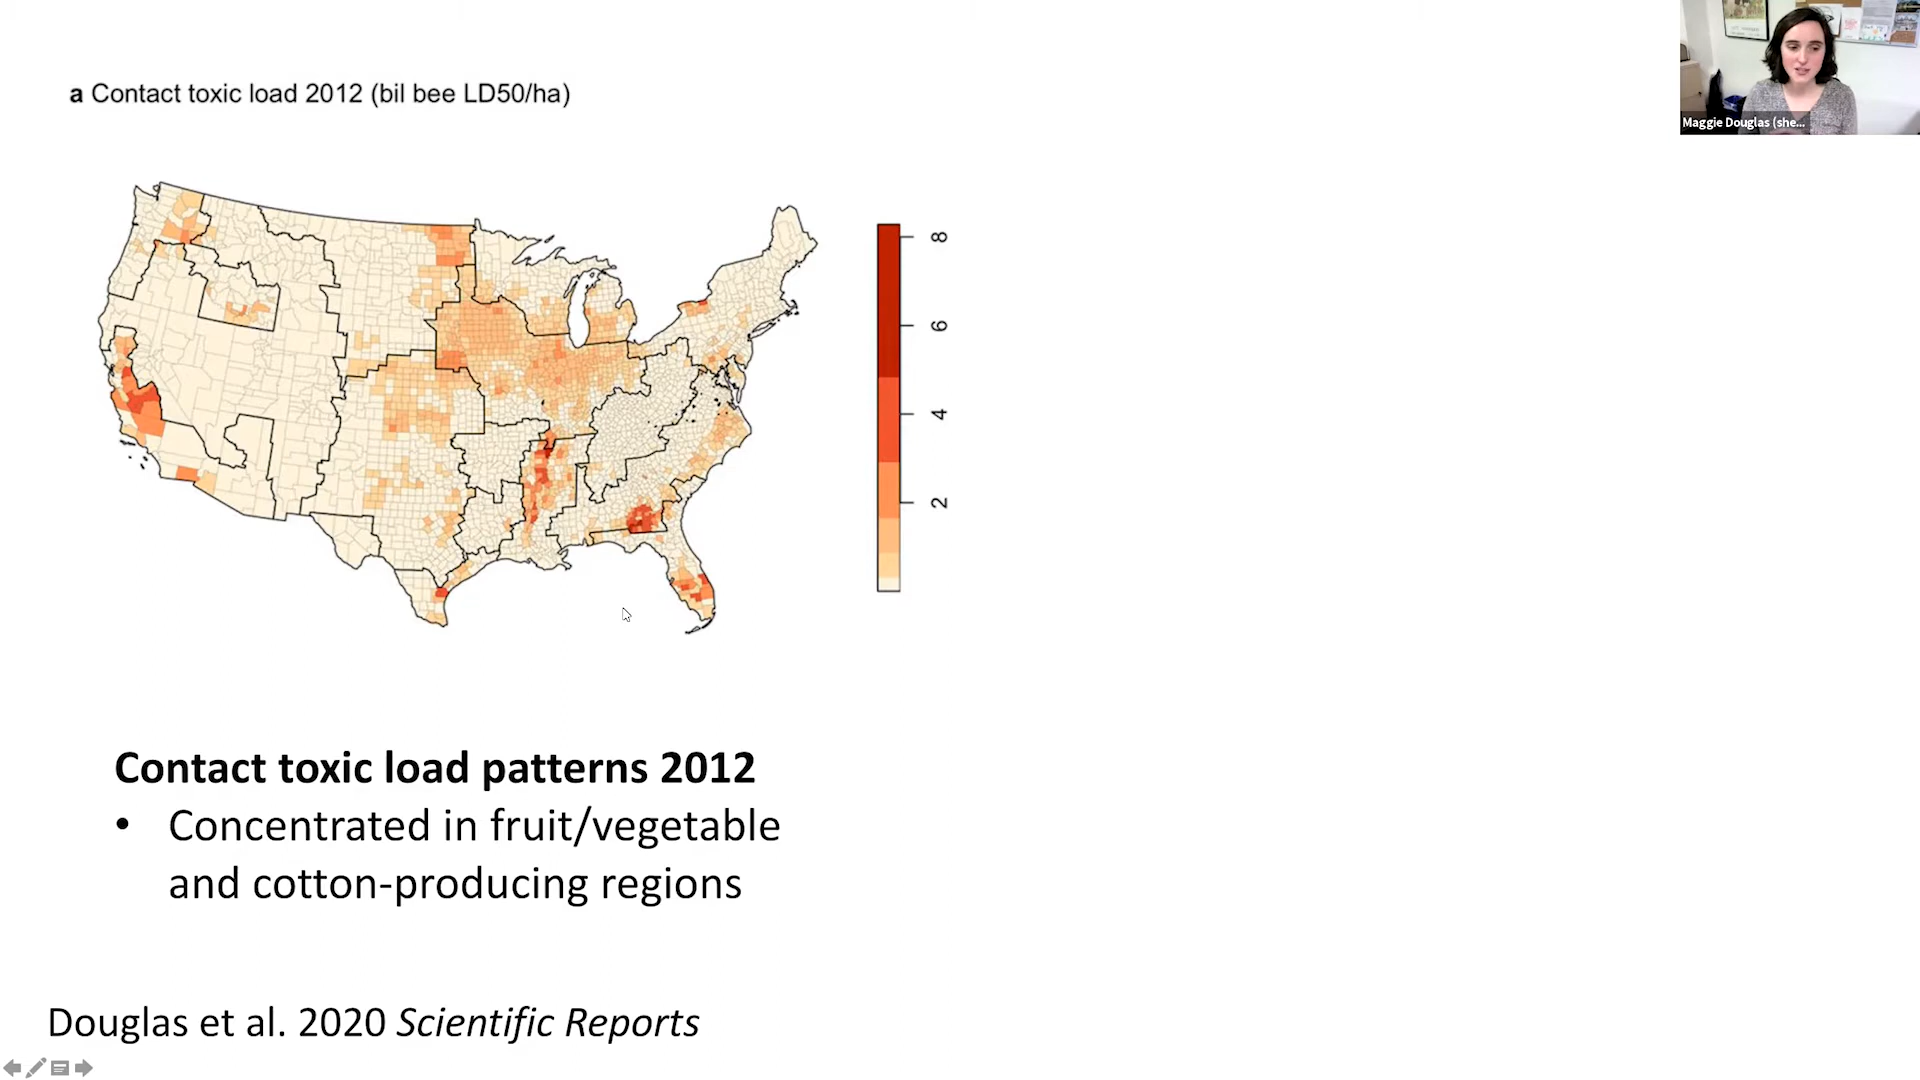 a Contact toxic load 2012 (bil bee LD50/ha)
Maggie Douglas (she...
8
6
4
2
Contact toxic load patterns 2012
• Concentrated in fruit/vegetable
and cotton-producing regions
Douglas et al. 2020 Scientific Reports